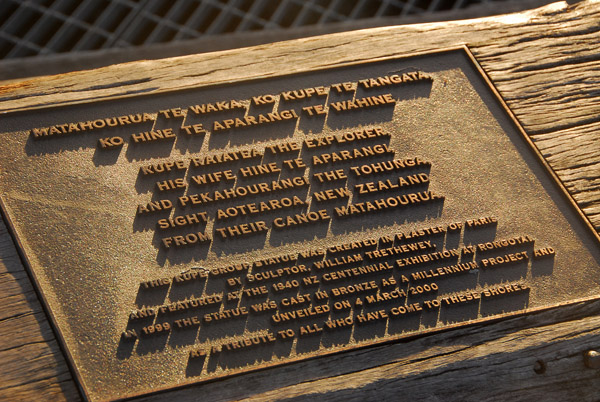 MATAHOURUA TE WAKA, KO KUPE TE TANGATA
KO HINE TE APARANGI TE WAHINE
KUPE RAIATEA THE EXPLORER,
HIS WIFE, HINE TE APARANGI,
AND PEKAHOURANGI, THE TOHUNGA,
SIGHT, AOTEAROA, NEW ZEALAND
FROM THEIR CANOE MATAHOURUA.
THIS KUPE GROUP STATUE WAS CREATED IN PLASTER OF PARIS
BY SCULPTOR, WILLIAM TRETHEWEY,
AND FEATURED AT THE 1940 NZ CENTENNIAL EXHIBITION AT RONGOTAI
IN 1999 THE STATUE WAS CAST IN BRONZE AS A MILLENNIUM PROJECT AND
UNVEILED ON 4 MARCH 2000
AS A TRIBUTE TO ALL WHO HAVE COME TO THESE SHORES.